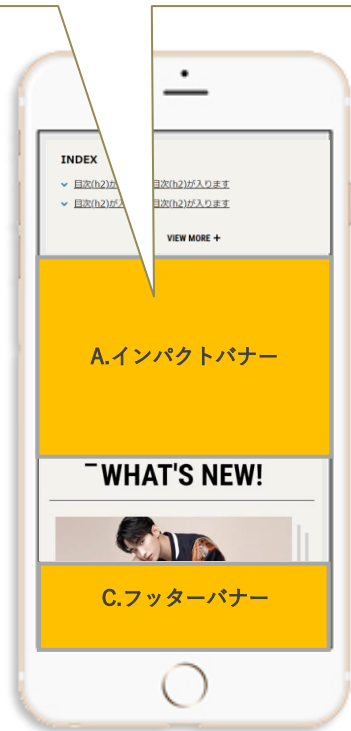 INDEX
目次(h2)が 目次(h2)が入ります
目次(h2)が入 目次(h2)が入ります
VIEW MORE +
A.インパクトバナー
WHAT'S NEW!
C.フッターバナー